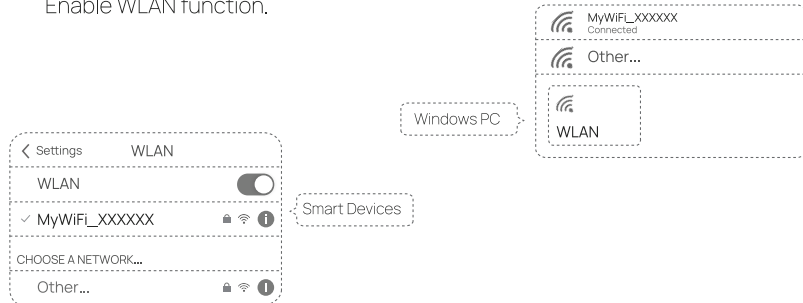 Enable WLAN function.
MyWiFi_XXXXXX
Connected
Other...
WLAN
Windows PC
Settings WLAN
WLAN
MyWiFi_XXXXXX
Smart Devices
CHOOSE A NETWORK...
Other...